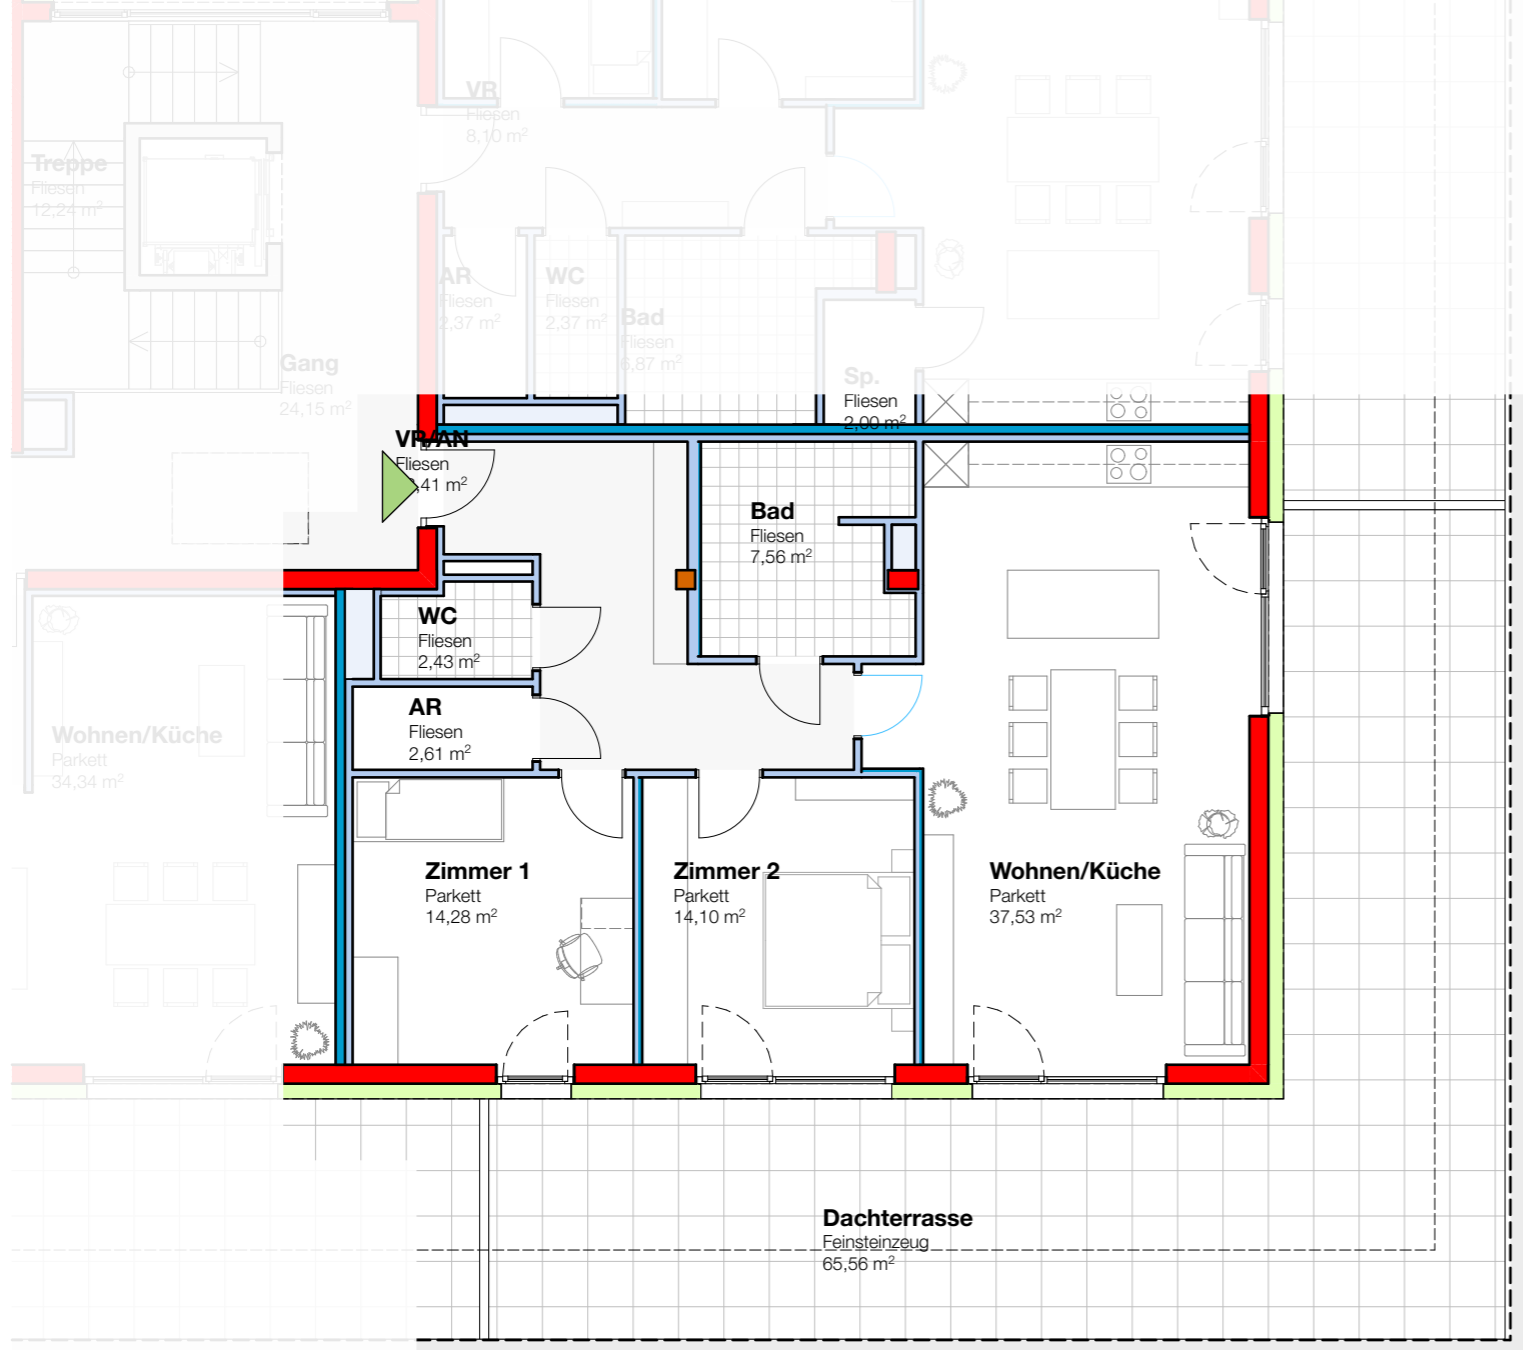 VR
Fliesen
8,10 m²
Treppe
Fliesen
12,24 m²
AR
Fliesen
2,37 m²
WC
Fliesen
2,37 m²
Bad
Fliesen
6,87 m²
Gang
Fliesen
24,15 m²
Sp.
Fliesen
2,00 m²
VR/AN
Fliesen
,41 m²
Bad
Fliesen
7,56 m²
WC
Fliesen
2,43 m²
AR
Fliesen
2,61 m²
Wohnen/Küche
Parkett
34,34 m²
Zimmer 1
Parkett
14,28 m²
Zimmer 2
Parkett
14,10 m²
Wohnen/Küche
Parkett
37,53 m²
Dachterrasse
Feinsteinzeug
65,56 m²